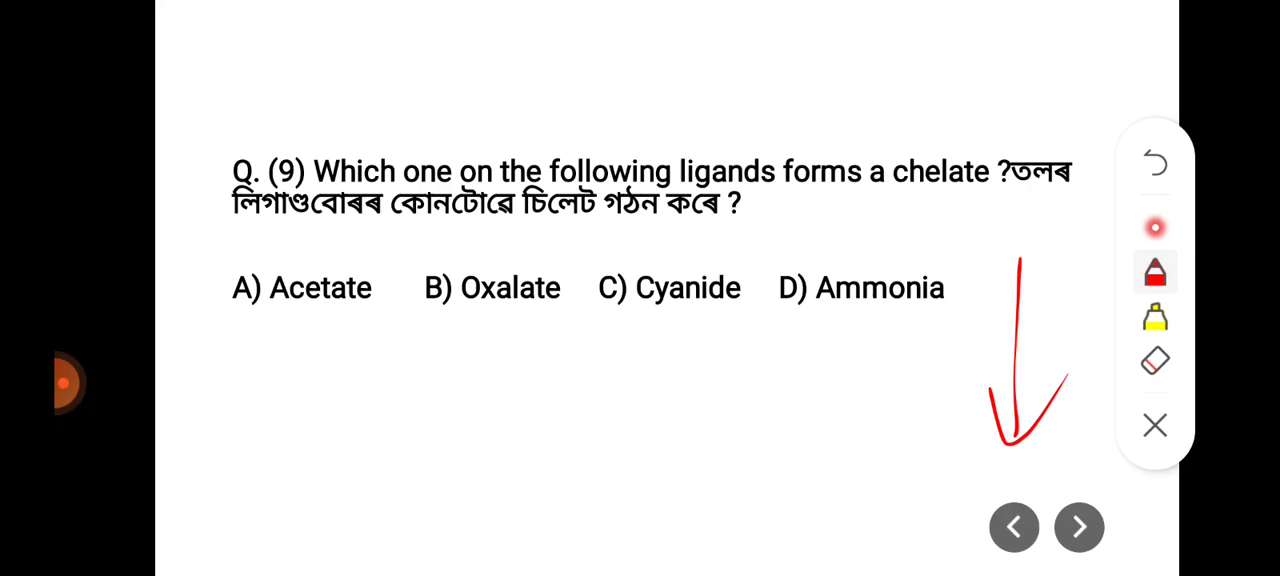 Q. (9) Which one on the following ligands forms a chelate ?তলৰ
লিগাণ্ডবোৰৰ কোনটোৱে চিলেট গঠন কৰে ?
A) Acetate B) Oxalate C) Cyanide D) Ammonia